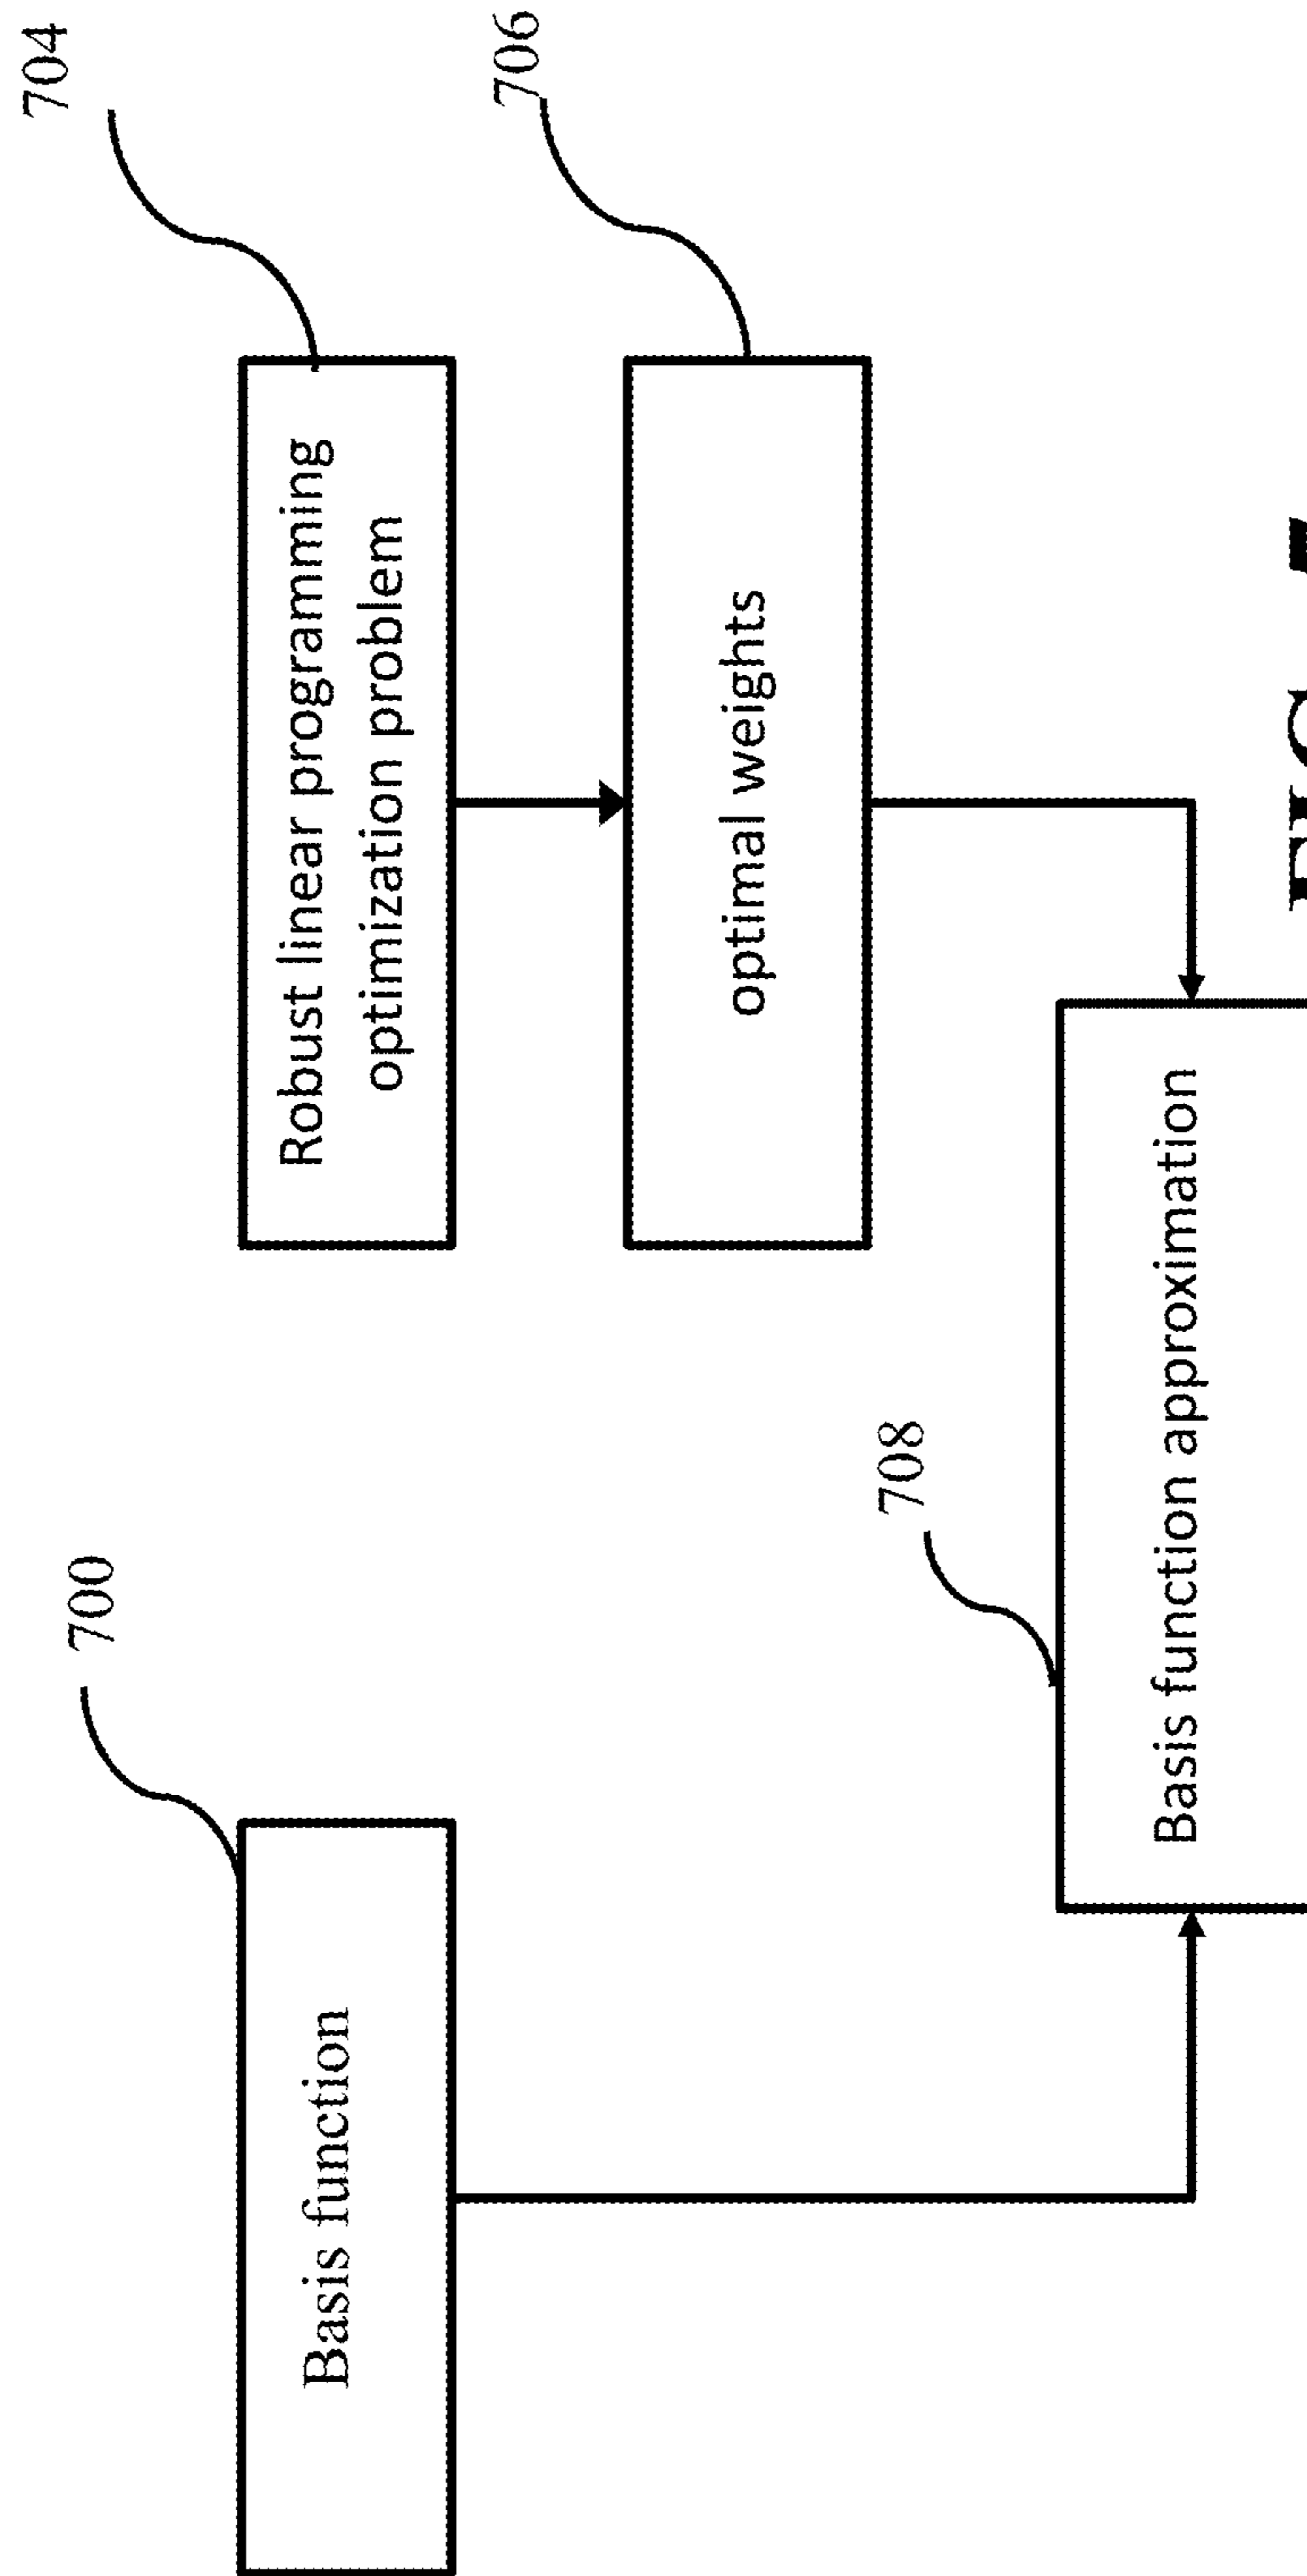 704
700
Robust linear programming
optimization problem
Basis function
706
optimal weights
708
Basis function approximation